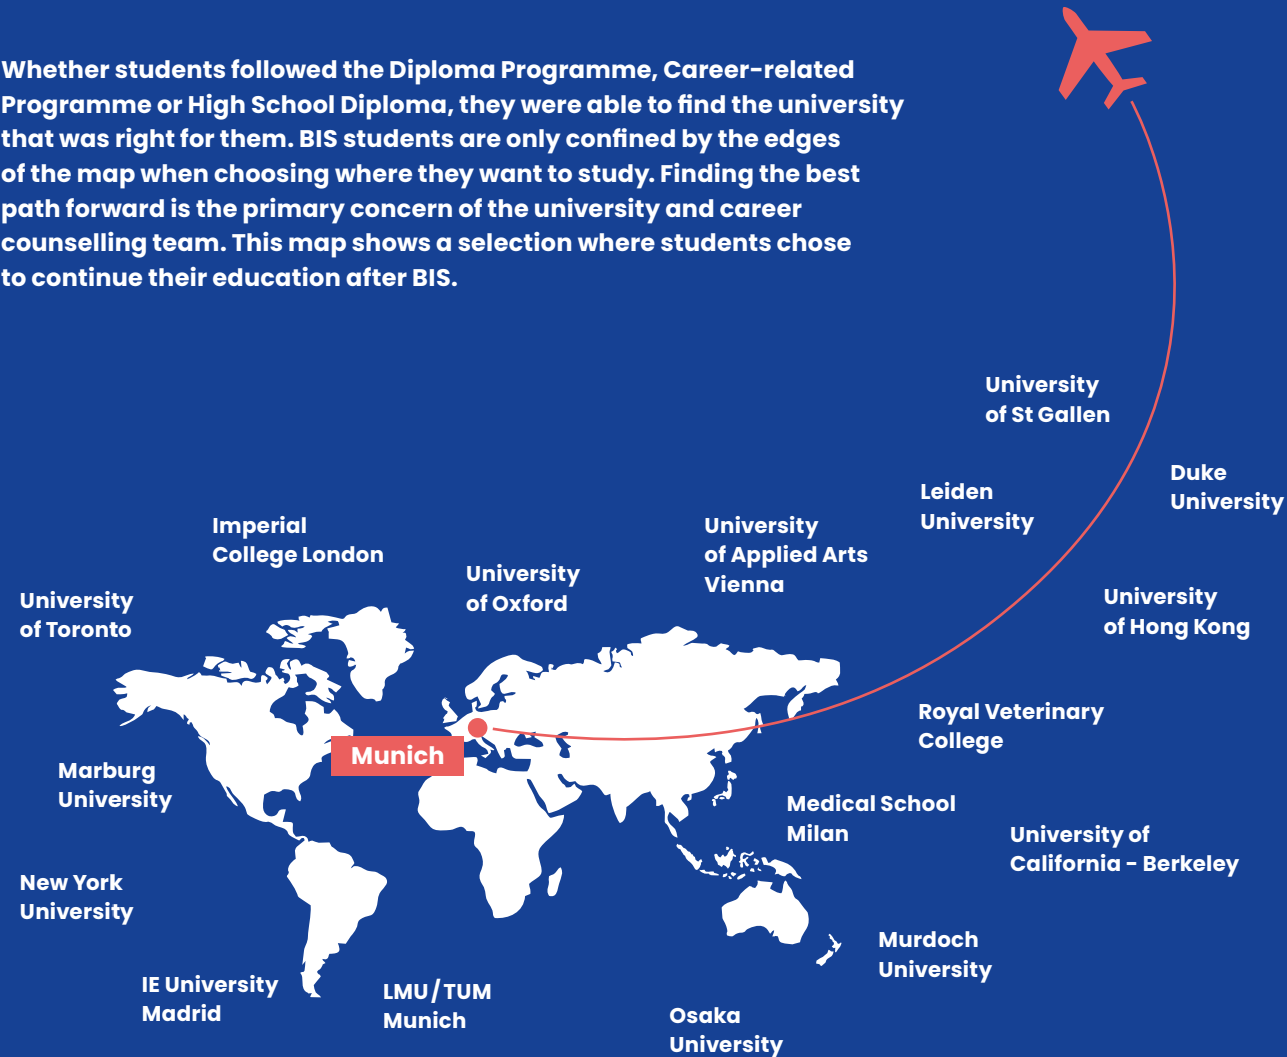 Whether students followed the Diploma Programme, Career-related
Programme or High School Diploma, they were able to find the university
that was right for them. BIS students are only confined by the edges
of the map when choosing where they want to study. Finding the best
path forward is the primary concern of the university and career
counselling team. This map shows a selection where students chose
to continue their education after BIS.
University
of St Gallen
Duke
University
Leiden
University
Imperial
College London
University
of Applied Arts
Vienna
University
of Oxford
University
of Toronto
University
of Hong Kong
Royal Veterinary
College
Munich
Marburg
University
Medical School
Milan
University of
California - Berkeley
New York
University
Murdoch
University
IE University
Madrid
LMU / TUM
Munich
Osaka
University